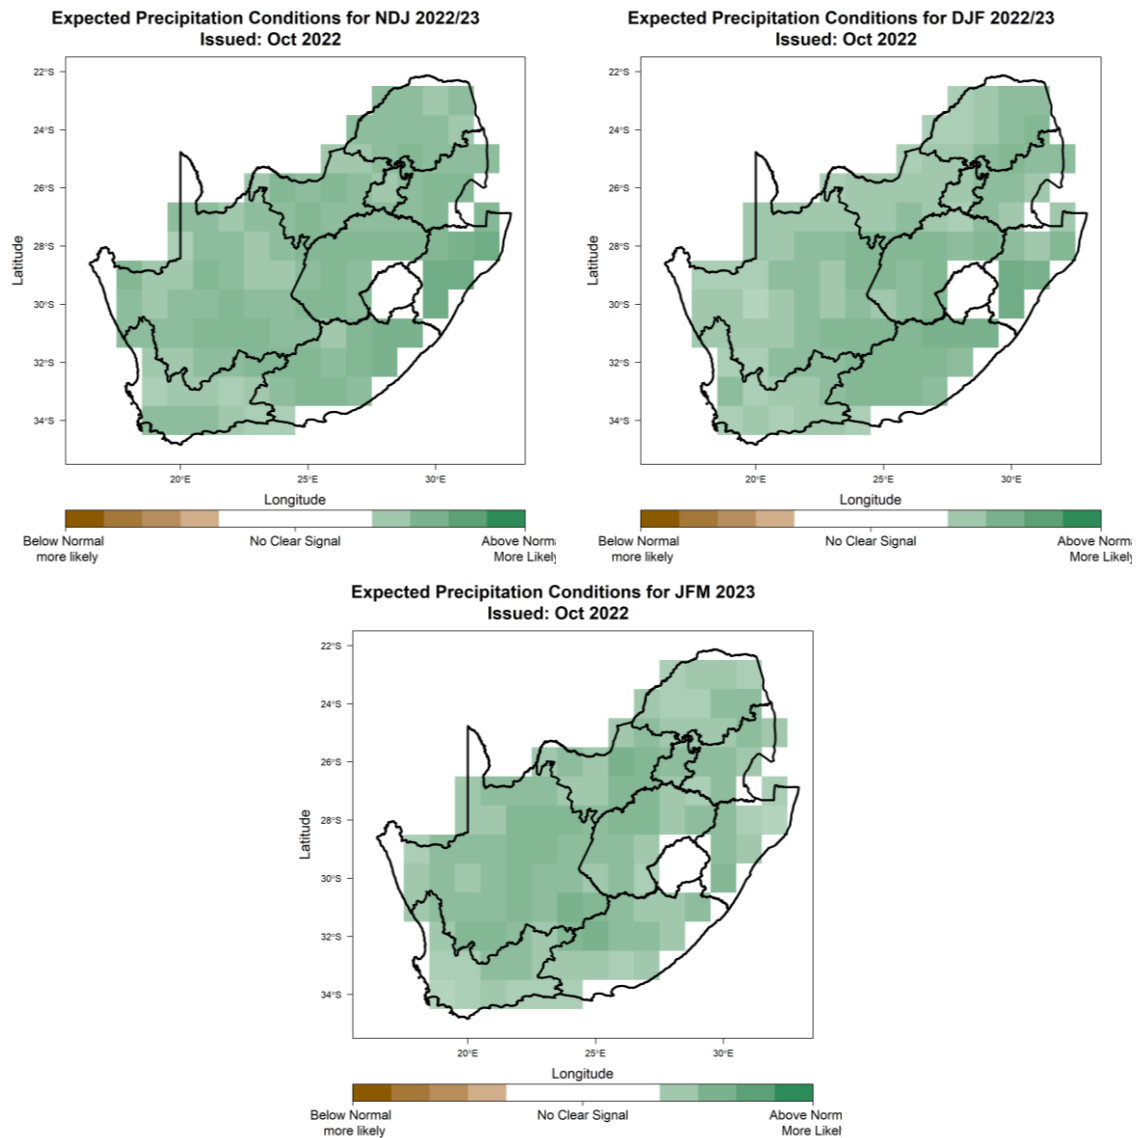 Expected Precipitation Conditions for NDJ 2022/23
Issued: Oct 2022
22°S
24°S
26°S
28°S
30°S
32°S
34°S
Latitude
20°E 25°E 30°E
Longitude
Below Normal
more likely
No Clear Signal
Above Norma
More Likely
Expected Precipitation Conditions for DJF 2022/23
Issued: Oct 2022
22°S
24°S
26°S
28°S
30°S
32°S
34°S
Latitude
20°E 25°E 30°E
Longitude
Below Normal
more likely
No Clear Signal
Above Norma
More Likely
Expected Precipitation Conditions for JFM 2023
Issued: Oct 2022
22°S
24°S
26°S
28°S
30°S
32°S
34°S
Latitude
20°E 25°E 30°E
Longitude
Below Normal
more likely
No Clear Signal
Above Norm
More Likel